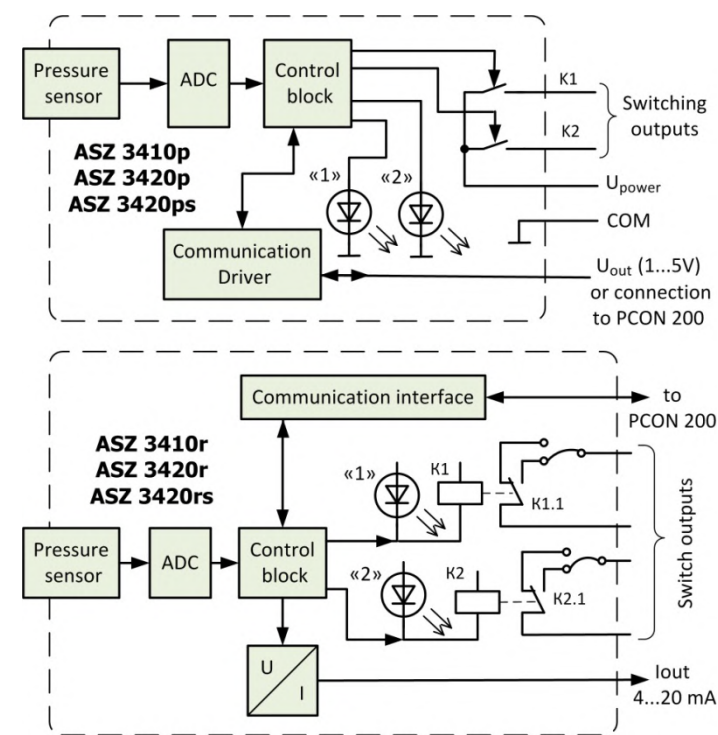 Pressure
sensor
ADC
Control
block
K1
K2
Switching
outputs
ASZ 3410p
ASZ 3420p
ASZ 3420ps
«1»
«2»
Upower
COM
Communication
Driver
Uout (1...5V)
or connection
to PCON 200
Communication interface
to
PCON 200
ASZ 3410r
ASZ 3420r
ASZ 3420rs
«1»
K1
K1.1
Pressure
sensor
ADC
Control
block
«2»
K2
K2.1
Switch outputs
U
I
Iout
4...20 mA